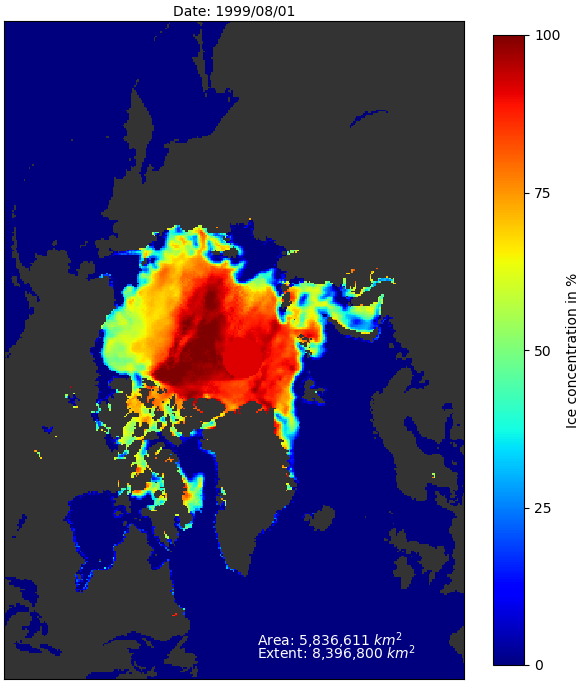 Date: 1999/08/01
100
75
50
25
0
Ice concentration in %
Area: 5,836,611 km²
Extent: 8,396,800 km²